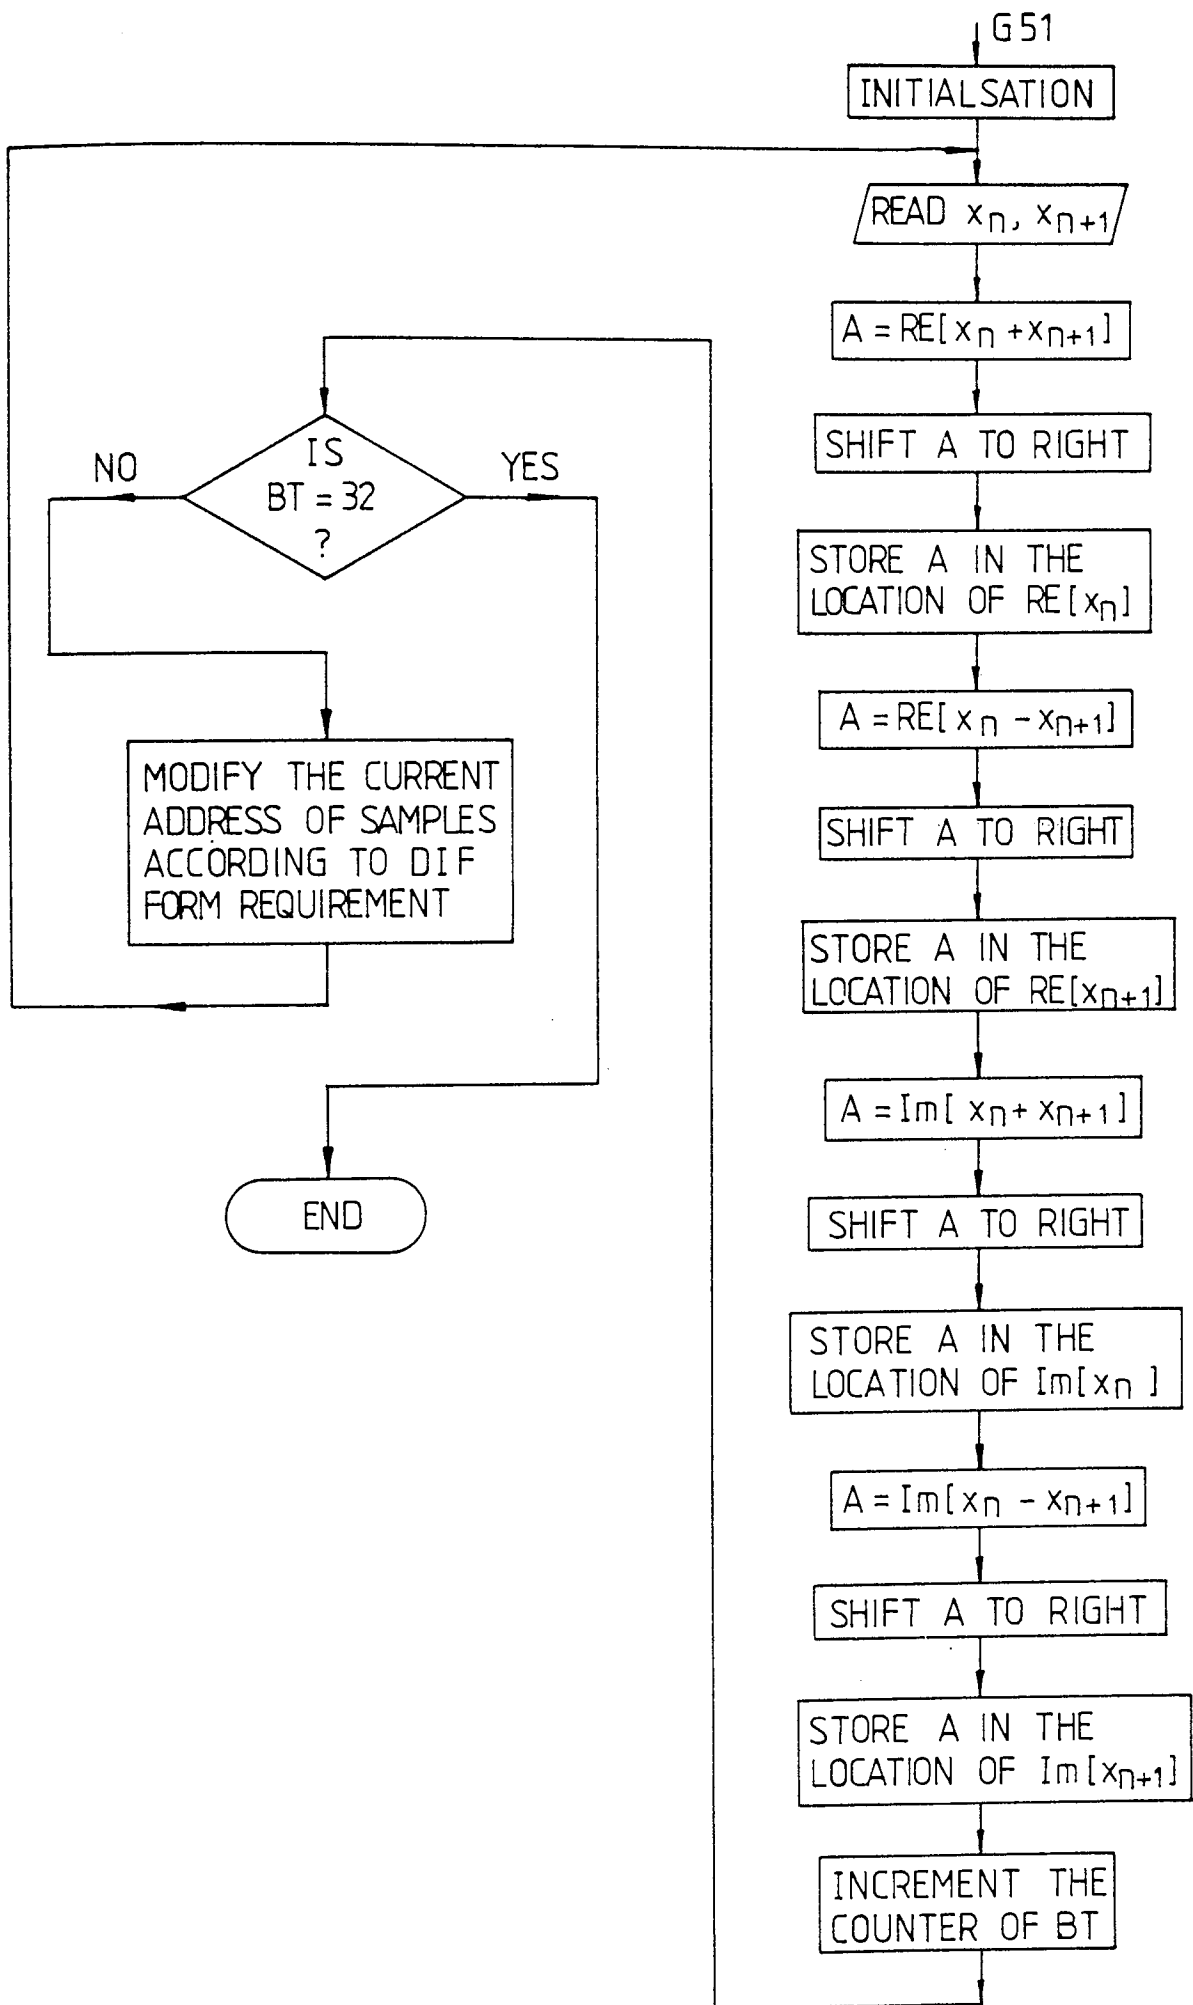 G51
INITIALSATION
READ xn, xn+1
A = RE[xn + xn+1]
SHIFT A TO RIGHT
STORE A IN THE
LOCATION OF RE[xn]
A = RE[xn - xn+1]
SHIFT A TO RIGHT
STORE A IN THE
LOCATION OF RE[xn+1]
A = Im[xn + xn+1]
SHIFT A TO RIGHT
STORE A IN THE
LOCATION OF Im[xn]
A = Im[xn - xn+1]
SHIFT A TO RIGHT
STORE A IN THE
LOCATION OF Im[xn+1]
INCREMENT THE
COUNTER OF BT
IS
BT = 32
?
NO
YES
MODIFY THE CURRENT
ADDRESS OF SAMPLES
ACCORDING TO DIF
FORM REQUIREMENT
END